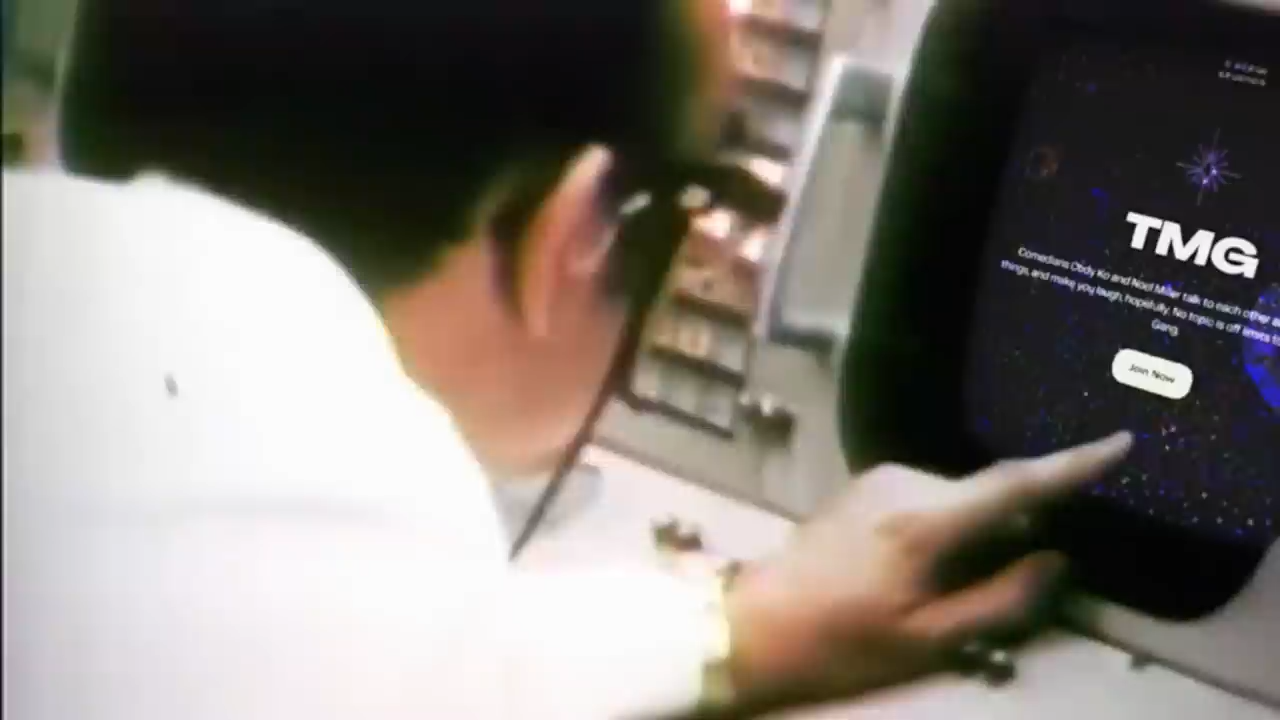 TMG
Comedians Cody Ko and Noel Miller talk to each other
things, and make you laugh, hopefully. No topic is off limits
Gang.
Join Now